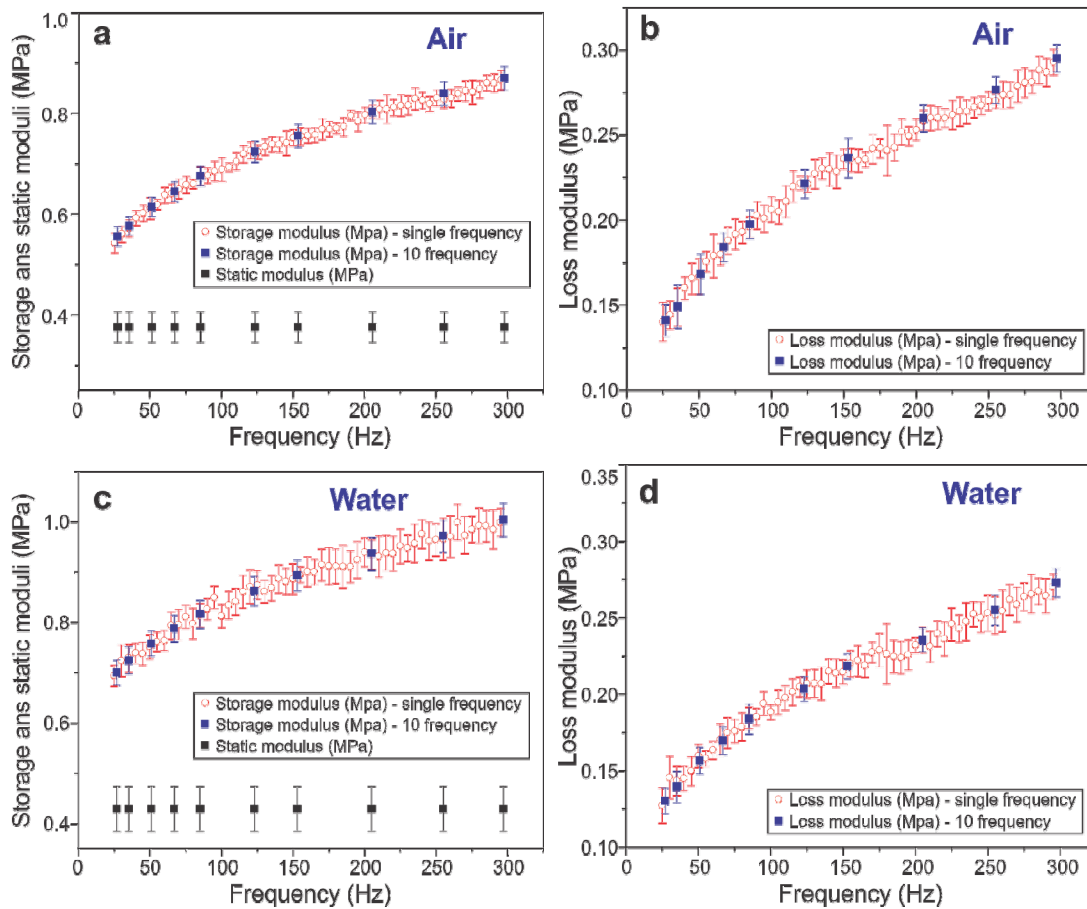 a
Air
Storage ans static moduli (MPa)
1.0
0.8
0.6
0.4
Storage modulus (Mpa) - single frequency
Storage modulus (Mpa) - 10 frequency
Static modulus (MPa)
0 50 100 150 200 250 300
Frequency (Hz)
b
Air
Loss modulus (MPa)
0.30
0.25
0.20
0.15
0.10
Loss modulus (Mpa) - single frequency
Loss modulus (Mpa) - 10 frequency
0 50 100 150 200 250 300
Frequency (Hz)
c
Water
Storage ans static moduli (MPa)
1.0
0.8
0.6
0.4
Storage modulus (Mpa) - single frequency
Storage modulus (Mpa) - 10 frequency
Static modulus (MPa)
0 50 100 150 200 250 300
Frequency (Hz)
d
Water
Loss modulus (MPa)
0.35
0.30
0.25
0.20
0.15
0.10
Loss modulus (Mpa) - single frequency
Loss modulus (Mpa) - 10 frequency
0 50 100 150 200 250 300
Frequency (Hz)